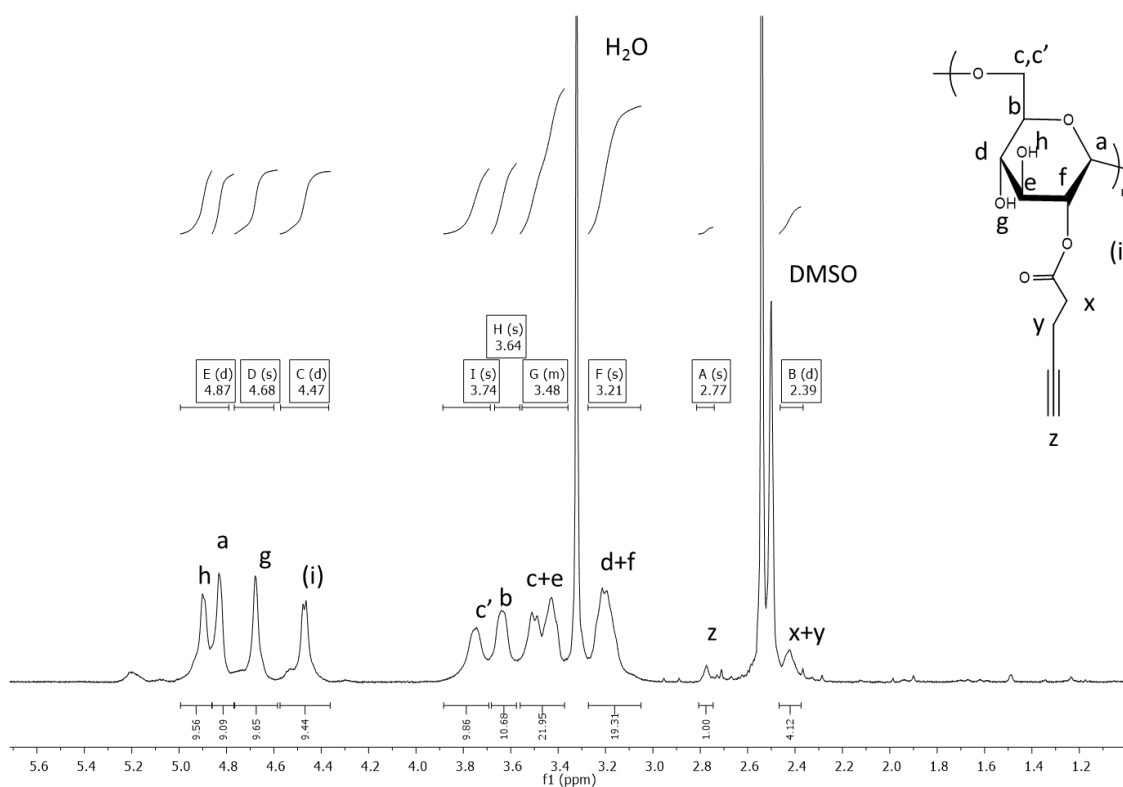 H₂O
DMSO
E (d)
4.87
D (s)
4.68
C (d)
4.47
I (s)
3.74
H (s)
3.64
G (m)
3.48
F (s)
3.21
A (s)
2.77
B (d)
2.39
h
a
g
(i)
c’
b
c+e
d+f
z
x+y
9.56
9.09
9.65
9.44
9.86
10.68
21.95
19.31
1.00
4.12
5.6
5.4
5.2
5.0
4.8
4.6
4.4
4.2
4.0
3.8
3.6
3.4
3.2
3.0
2.8
2.6
2.4
2.2
2.0
1.8
1.6
1.4
1.2
f1 (ppm)
c,c’
O
b
O
a
d
OH
h
e
f
OH
g
O
(i
O
x
y
z